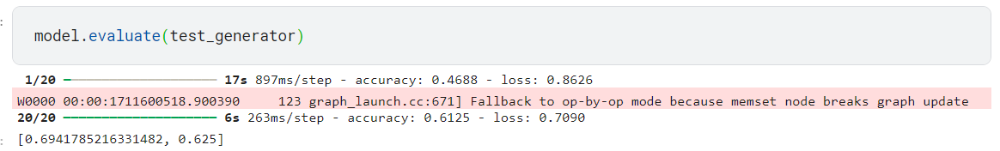 model.evaluate(test_generator)
1/20 17s 897ms/step - accuracy: 0.4688 - loss: 0.8626
W0000 00:00:1711600518.900390 123 graph_launch.cc:671] Fallback to op-by-op mode because memset node breaks graph update
20/20 6s 263ms/step - accuracy: 0.6125 - loss: 0.7090
[0.6941785216331482, 0.625]